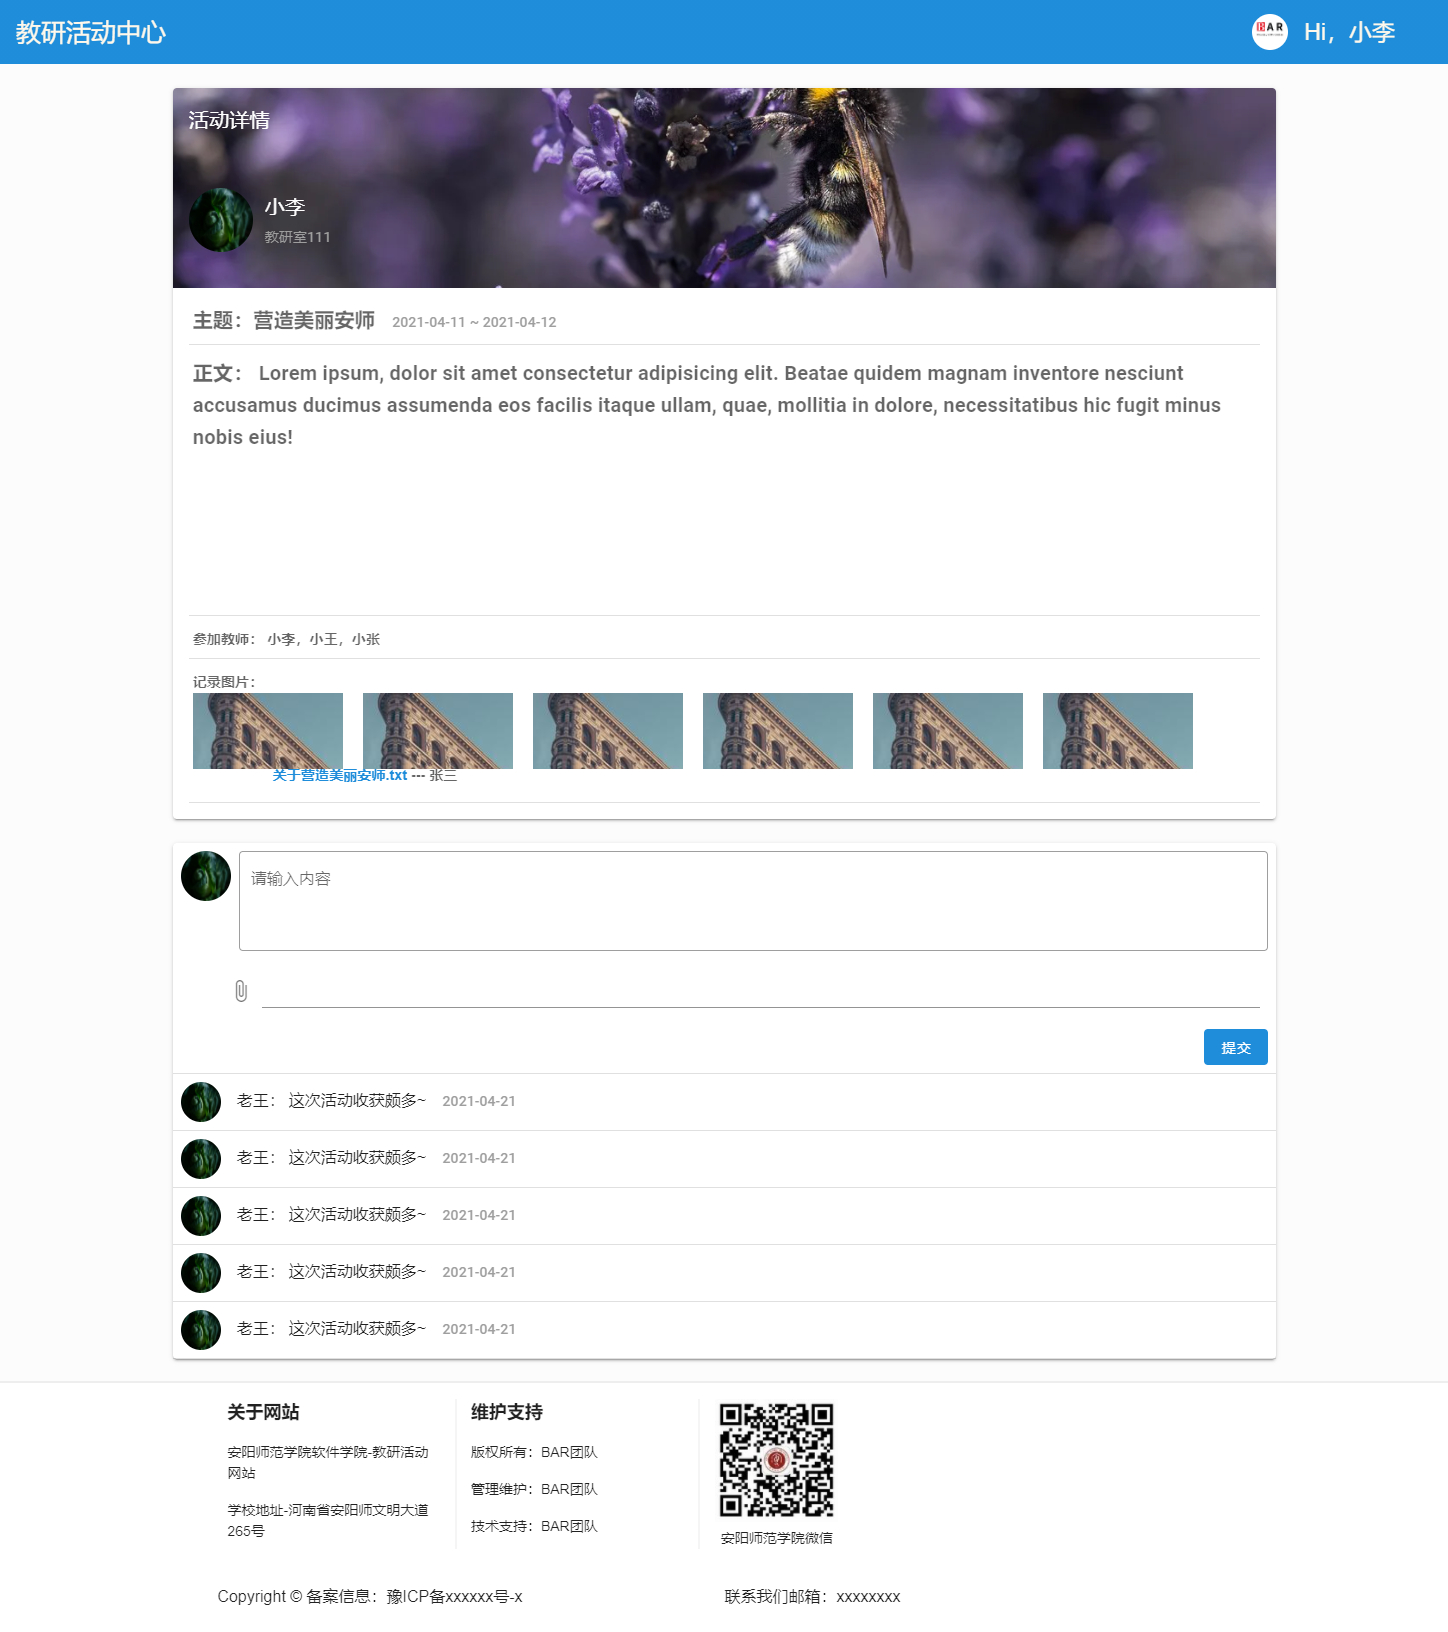 教研活动中心
BAR
Hi，小李
活动详情
小李
教研室111
主题：营造美丽安师 2021-04-11 ~ 2021-04-12
正文： Lorem ipsum, dolor sit amet consectetur adipisicing elit. Beatae quidem magnam inventore nesciunt
accusamus ducimus assumenda eos facilis itaque ullam, quae, mollitia in dolore, necessitatibus hic fugit minus
nobis eius!
参加教师： 小李，小王，小张
记录图片：
关于营造美丽安师.txt --- 张三
请输入内容
提交
老王： 这次活动收获颇多~ 2021-04-21
老王： 这次活动收获颇多~ 2021-04-21
老王： 这次活动收获颇多~ 2021-04-21
老王： 这次活动收获颇多~ 2021-04-21
老王： 这次活动收获颇多~ 2021-04-21
关于网站
安阳师范学院软件学院-教研活动
网站
学校地址-河南省安阳师文明大道
265号
维护支持
版权所有：BAR团队
管理维护：BAR团队
技术支持：BAR团队
安阳师范学院微信
Copyright © 备案信息：豫ICP备xxxxxx号-x
联系我们邮箱：xxxxxxxx